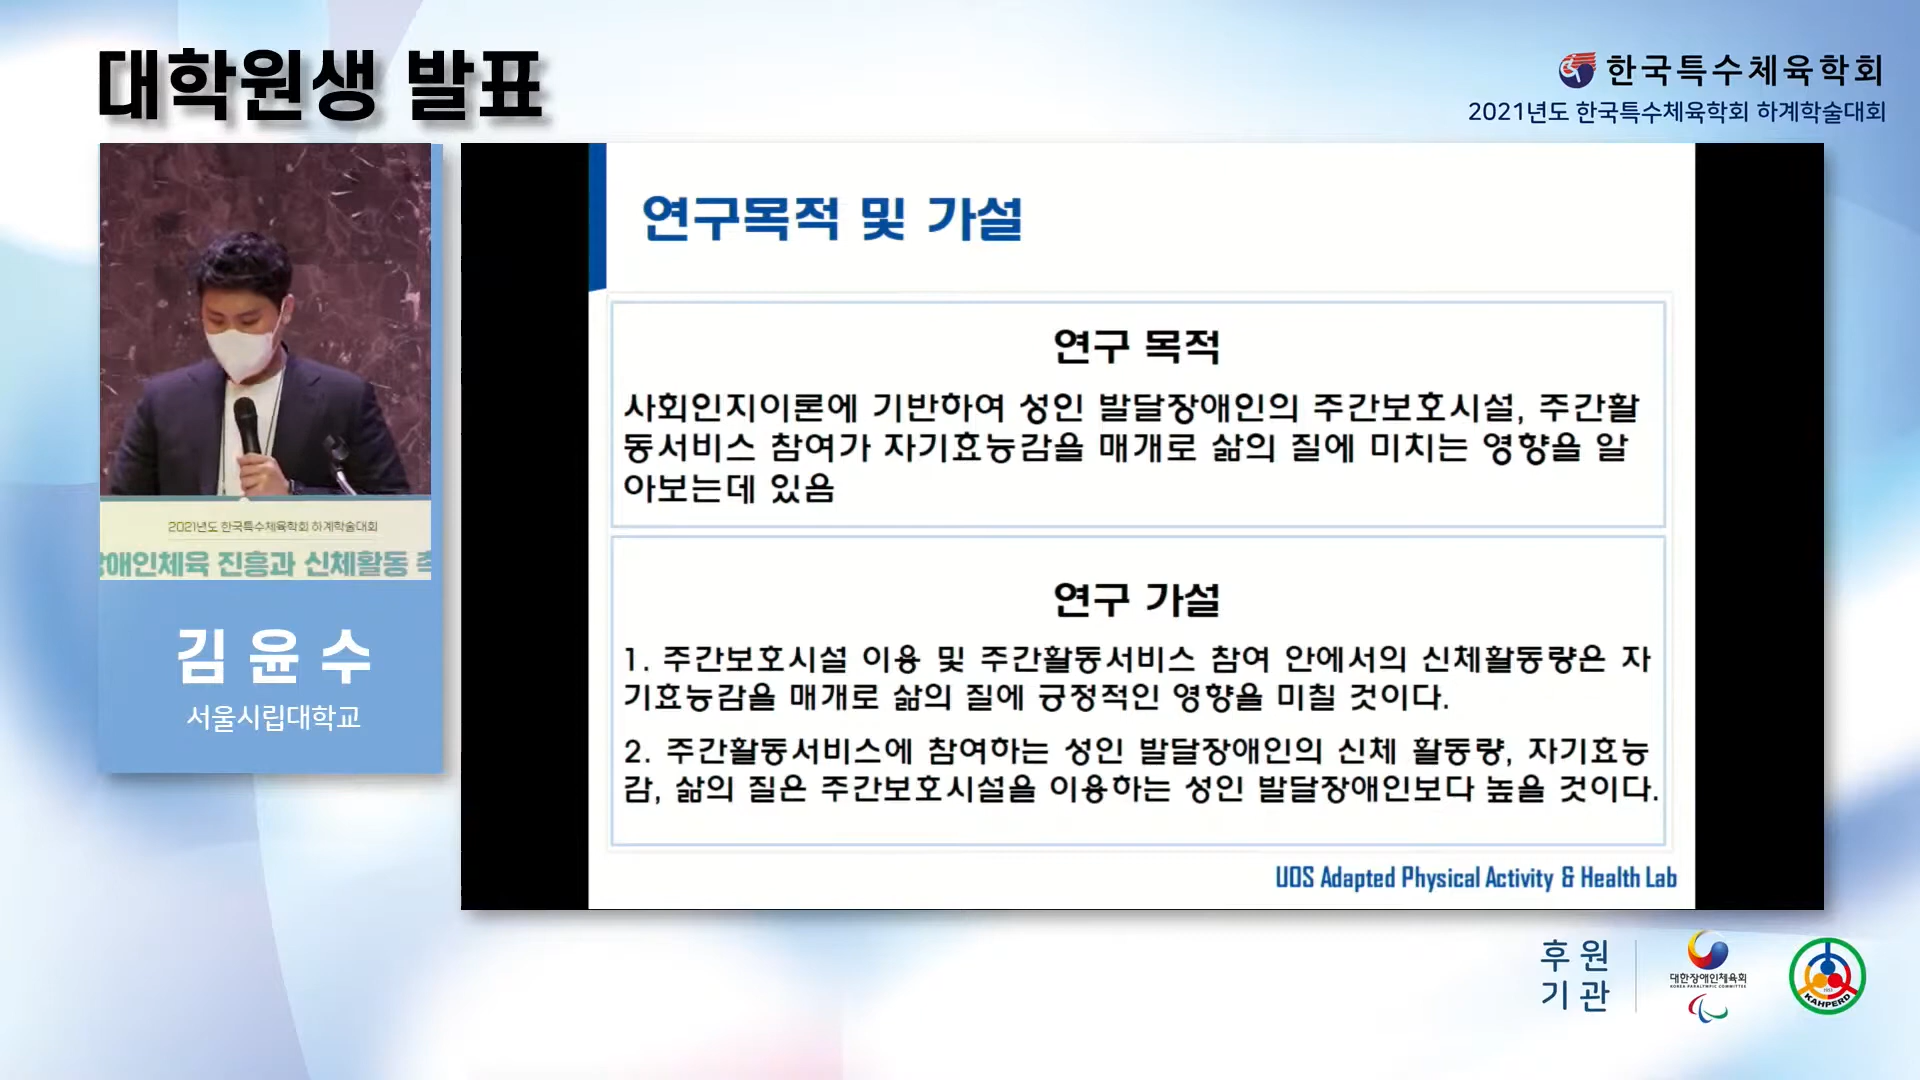 대학원생 발표
한국특수체육학회
2021년도 한국특수체육학회 하계학술대회
연구목적 및 가설
연구 목적
사회인지이론에 기반하여 성인 발달장애인의 주간보호시설, 주간활
동서비스 참여가 자기효능감을 매개로 삶의 질에 미치는 영향을 알
아보는데 있음
연구 가설
1. 주간보호시설 이용 및 주간활동서비스 참여 안에서의 신체활동량은 자
기효능감을 매개로 삶의 질에 긍정적인 영향을 미칠 것이다.
2. 주간활동서비스에 참여하는 성인 발달장애인의 신체 활동량, 자기효능
감, 삶의 질은 주간보호시설을 이용하는 성인 발달장애인보다 높을 것이다.
UOS Adapted Physical Activity & Health Lab
2021년도 한국특수체육학회 하계학술대회
장애인체육 진흥과 신체활동
김윤수
서울시립대학교
후원
기관
대한장애인체육회
KOREA PARALYMPIC COMMITTEE
1953
KAHPERD